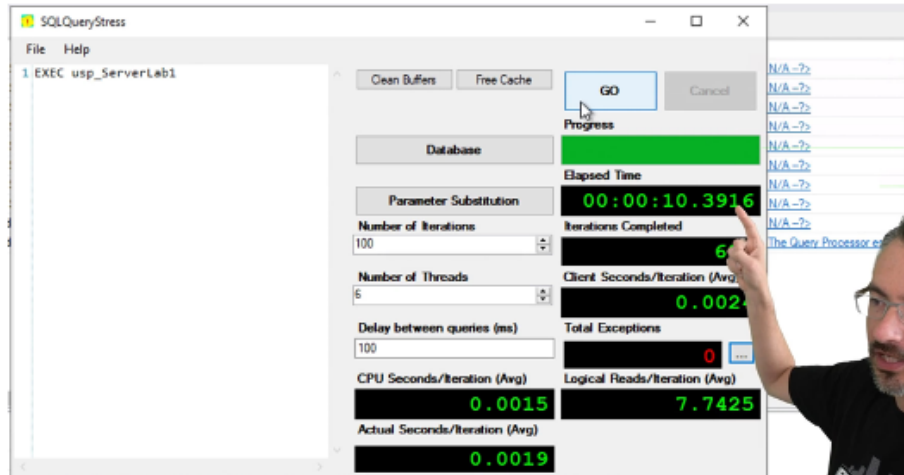 SQLQueryStress
File Help
1 EXEC usp_ServerLab1
Clean Buffers
Free Cache
GO
Cancel
Progress
Database
Elapsed Time
00:00:10.3916
Parameter Substitution
Number of Iterations
100
Iterations Completed
Number of Threads
6
Client Seconds/Iteration (Avg)
0.0024
Delay between queries (ms)
100
Total Exceptions
0
...
CPU Seconds/Iteration (Avg)
0.0015
Logical Reads/Iteration (Avg)
7.7425
Actual Seconds/Iteration (Avg)
0.0019
N/A --?>
N/A --?>
N/A --?>
N/A --?>
N/A --?>
N/A --?>
N/A --?>
N/A --?>
N/A --?>
The Query Processor